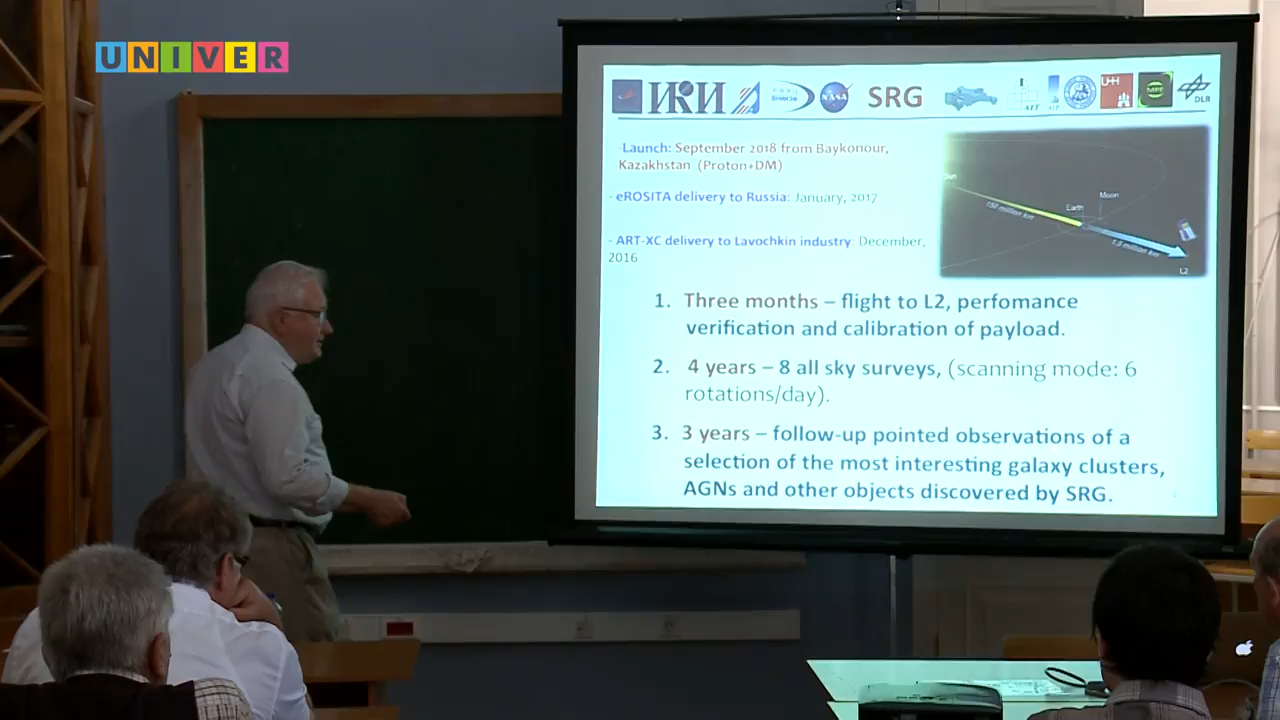 UNIVER
ИКИ
NASA
SRG
AIP
MPE
DLR
-Launch: September 2018 from Baykonour,
Kazakhstan (Proton+DM)
- eROSITA delivery to Russia: January, 2017
- ART-XC delivery to Lavochkin industry: December,
2016
Sun
150 million km
Earth
Moon
1.5 million km
L2
1. Three months – flight to L2, perfomance
verification and calibration of payload.
2. 4 years – 8 all sky surveys, (scanning mode: 6
rotations/day).
3. 3 years – follow-up pointed observations of a
selection of the most interesting galaxy clusters,
AGNs and other objects discovered by SRG.